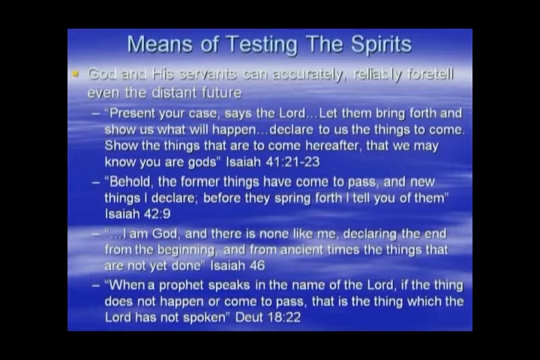 Means of Testing The Spirits
God and His servants can accurately, reliably foretell
even the distant future
– "Present your case, says the Lord…Let them bring forth and
show us what will happen…declare to us the things to come.
Show the things that are to come hereafter, that we may
know you are gods" Isaiah 41:21-23
– "Behold, the former things have come to pass, and new
things I declare; before they spring forth I tell you of them"
Isaiah 42:9
– "…I am God, and there is none like me, declaring the end
from the beginning, and from ancient times the things that
are not yet done" Isaiah 46
– "When a prophet speaks in the name of the Lord, if the thing
does not happen or come to pass, that is the thing which the
Lord has not spoken" Deut 18:22